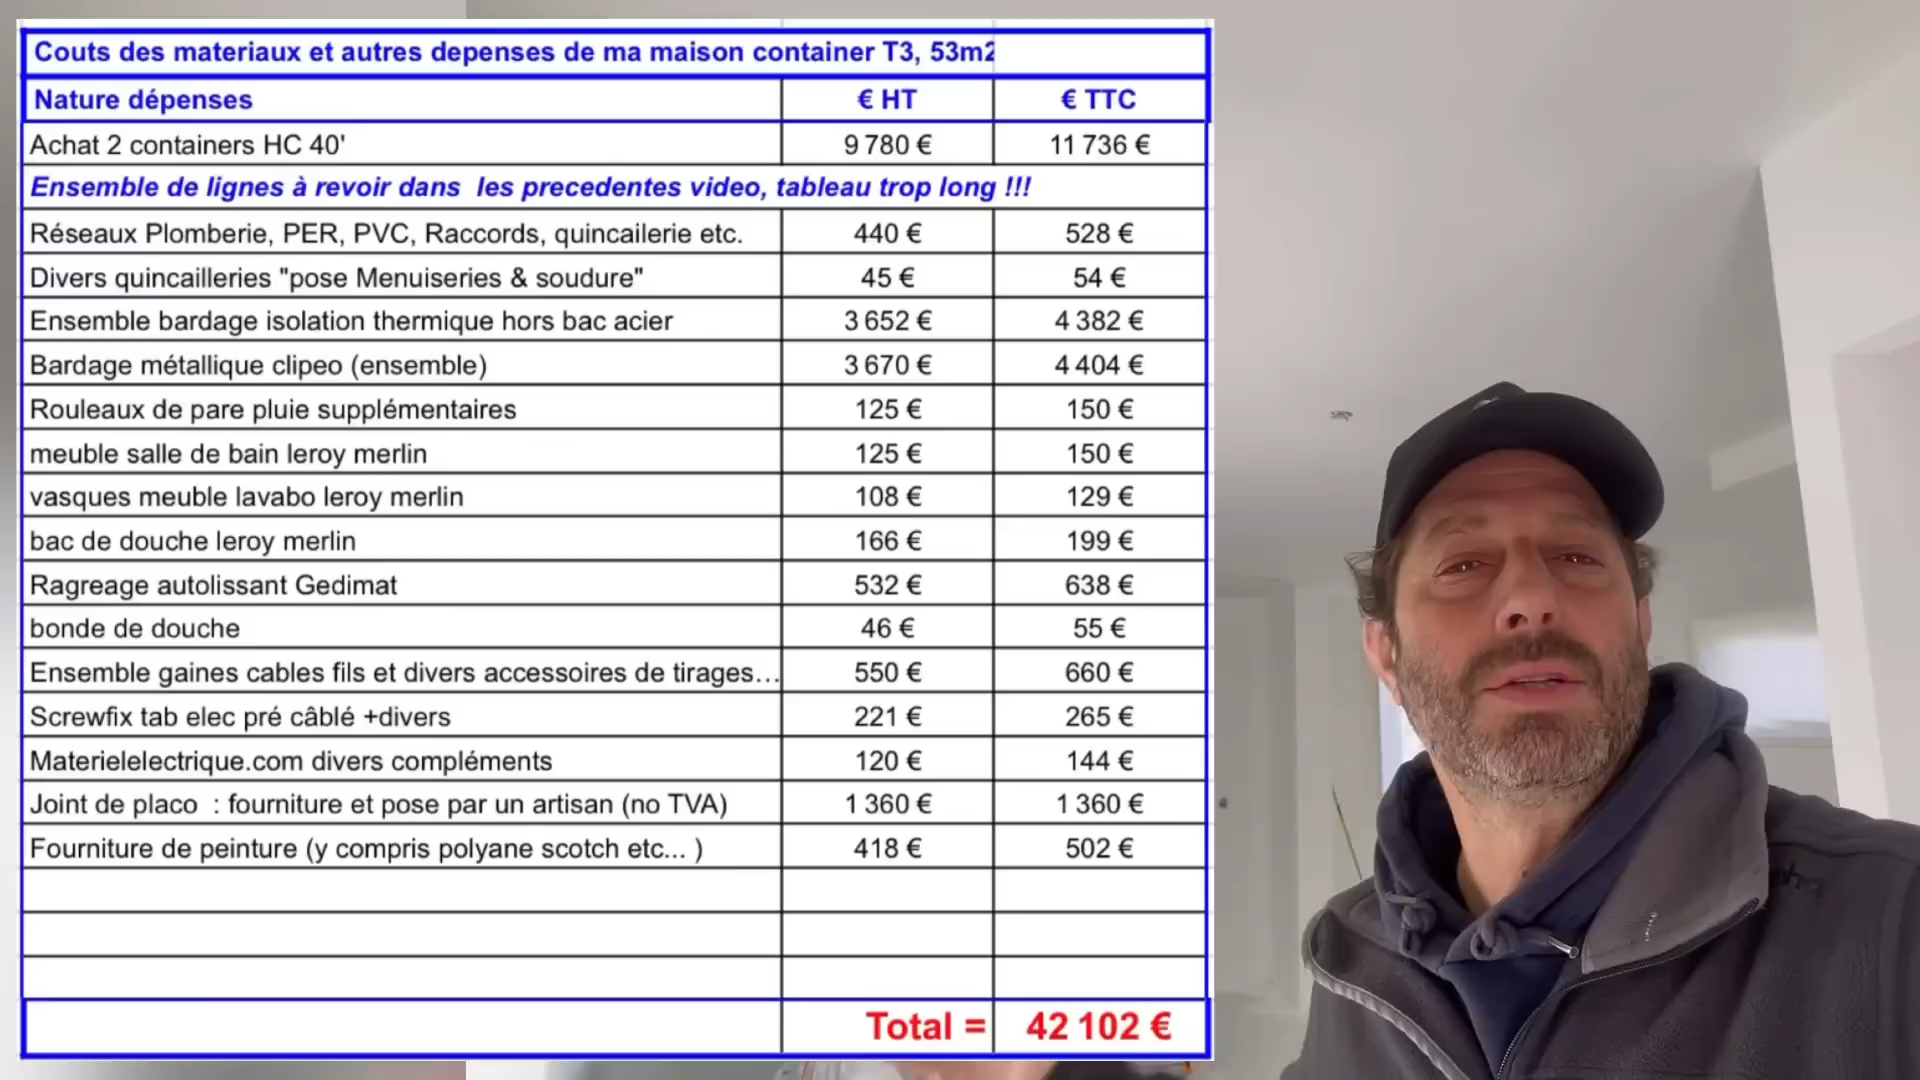 Couts des materiaux et autres depenses de ma maison container T3, 53m2
Nature dépenses € HT € TTC
Achat 2 containers HC 40' 9 780 € 11 736 €
Ensemble de lignes à revoir dans les precedentes video, tableau trop long !!!
Réseaux Plomberie, PER, PVC, Raccords, quincailerie etc. 440 € 528 €
Divers quincailleries "pose Menuiseries & soudure" 45 € 54 €
Ensemble bardage isolation thermique hors bac acier 3 652 € 4 382 €
Bardage métallique clipeo (ensemble) 3 670 € 4 404 €
Rouleaux de pare pluie supplémentaires 125 € 150 €
meuble salle de bain leroy merlin 125 € 150 €
vasques meuble lavabo leroy merlin 108 € 129 €
bac de douche leroy merlin 166 € 199 €
Ragreage autolissant Gedimat 532 € 638 €
bonde de douche 46 € 55 €
Ensemble gaines cables fils et divers accessoires de tirages... 550 € 660 €
Screwfix tab elec pré câblé +divers 221 € 265 €
Materielelectrique.com divers compléments 120 € 144 €
Joint de placo : fourniture et pose par un artisan (no TVA) 1 360 € 1 360 €
Fourniture de peinture (y compris polyane scotch etc... ) 418 € 502 €
Total = 42 102 €